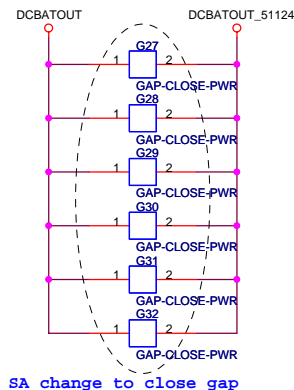 DCBATOUT DCBATOUT_51124
G27
1 2
GAP-CLOSE-PWR
G28
1 2
GAP-CLOSE-PWR
G29
1 2
GAP-CLOSE-PWR
G30
1 2
GAP-CLOSE-PWR
G31
1 2
GAP-CLOSE-PWR
G32
1 2
GAP-CLOSE-PWR
SA change to close gap